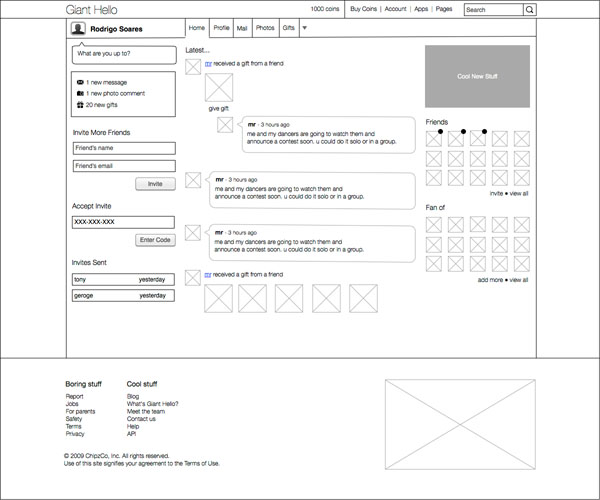 Giant Hello
1000 coins
Buy Coins | Account | Apps | Pages
Search
Rodrigo Soares
Home
Profile
Mail
Photos
Gifts
What are you up to?
1 new message
1 new photo comment
20 new gifts
Invite More Friends
Friend's name
Friend's email
Invite
Accept Invite
XXX-XXX-XXX
Enter Code
Invites Sent
tony yesterday
geroge yesterday
Latest...
mr received a gift from a friend
give gift
mr - 3 hours ago
me and my dancers are going to watch them and
announce a contest soon. u could do it solo or in a group.
mr - 3 hours ago
me and my dancers are going to watch them and
announce a contest soon. u could do it solo or in a group.
mr - 3 hours ago
me and my dancers are going to watch them and
announce a contest soon. u could do it solo or in a group.
mr received a gift from a friend
Cool New Stuff
Friends
invite • view all
Fan of
add more • view all
Boring stuff
Report
Jobs
For parents
Safety
Terms
Privacy
Cool stuff
Blog
What's Giant Hello?
Meet the team
Contact us
Help
API
© 2009 ChipzCo, Inc. All rights reserved.
Use of this site signifies your agreement to the Terms of Use.